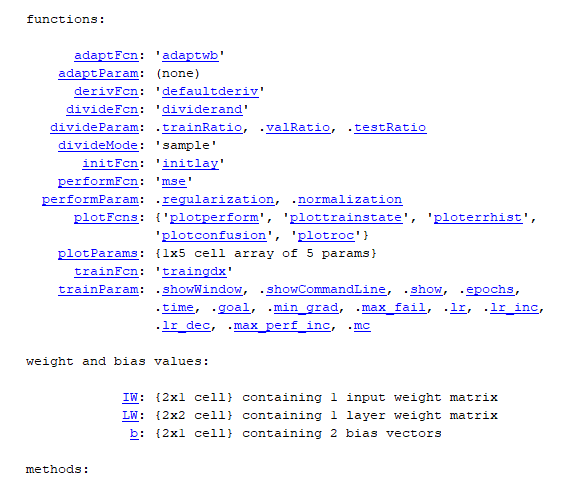 functions:
adaptFcn: 'adaptwb'
adaptParam: (none)
derivFcn: 'defaultderiv'
divideFcn: 'dividerand'
divideParam: .trainRatio, .valRatio, .testRatio
divideMode: 'sample'
initFcn: 'initlay'
performFcn: 'mse'
performParam: .regularization, .normalization
plotFcns: {'plotperform', 'plottrainstate', 'ploterrhist',
'plotconfusion', 'plotroc'}
plotParams: {1x5 cell array of 5 params}
trainFcn: 'traingdx'
trainParam: .showWindow, .showCommandLine, .show, .epochs,
.time, .goal, .min_grad, .max_fail, .lr, .lr_inc,
.lr_dec, .max_perf_inc, .mc
weight and bias values:
IW: {2x1 cell} containing 1 input weight matrix
LW: {2x2 cell} containing 1 layer weight matrix
b: {2x1 cell} containing 2 bias vectors
methods: